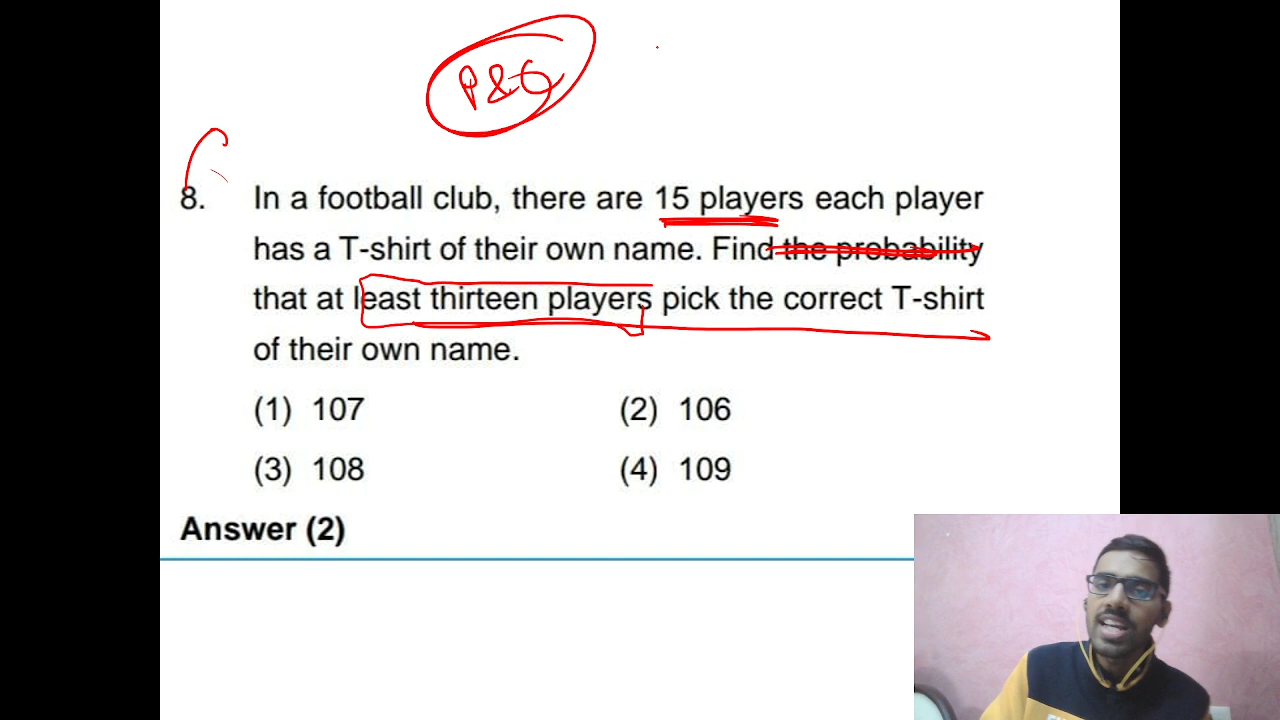 P&C
8. In a football club, there are 15 players each player
has a T-shirt of their own name. Find the probability
that at least thirteen players pick the correct T-shirt
of their own name.
(1) 107 (2) 106
(3) 108 (4) 109
Answer (2)